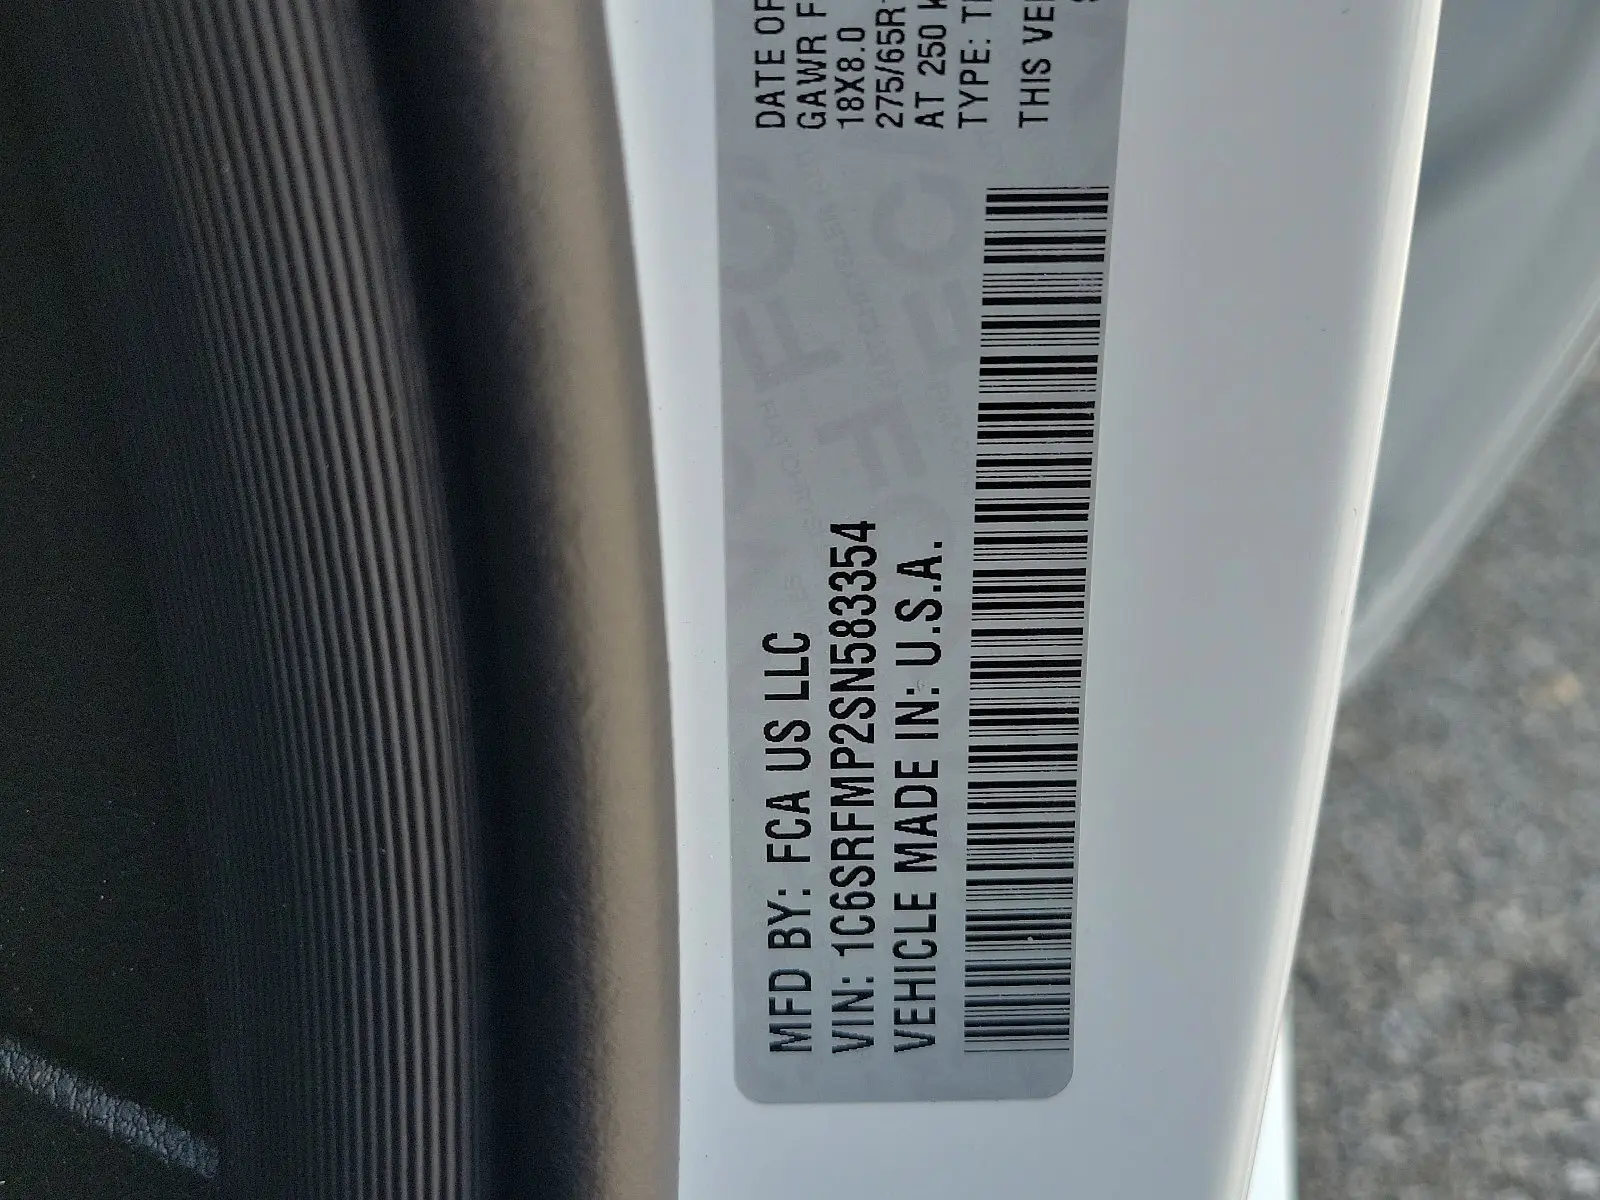 MFD BY: FCA US LLC
VIN: 1C6SRFMP2SN583354
VEHICLE MADE IN: U.S.A.
DATE OF
GAWR F
18X8.0
275/65R
AT 250
TYPE:
THIS